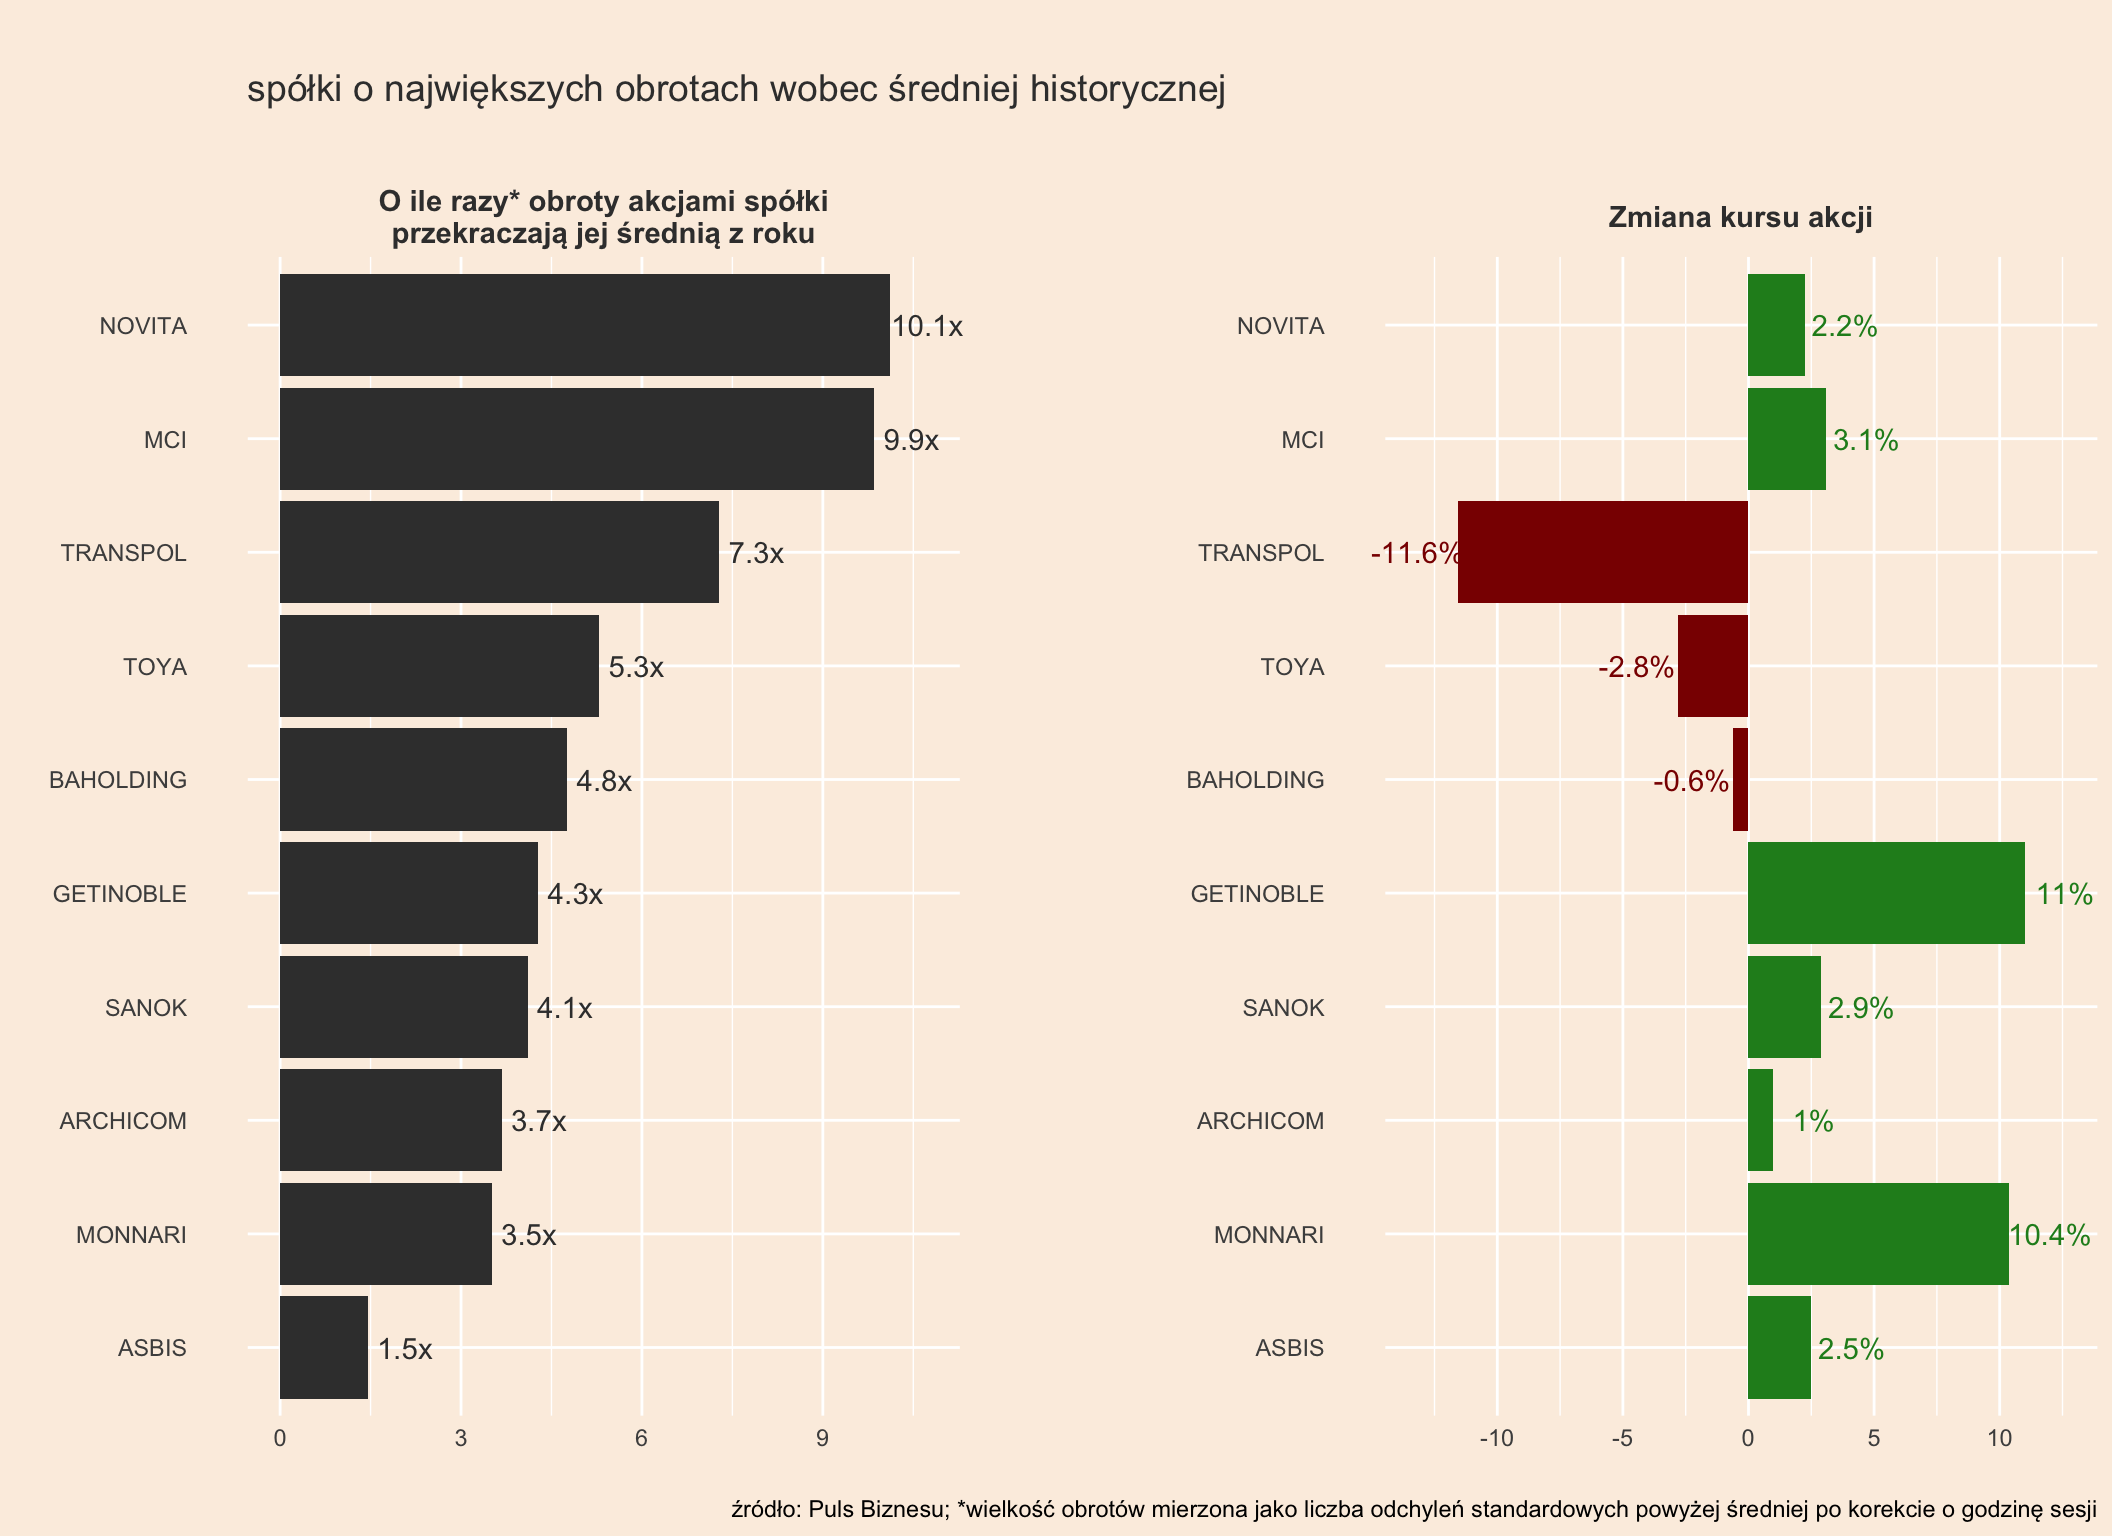 spółki o największych obrotach wobec średniej historycznej
O ile razy* obroty akcjami spółki
przekraczają jej średnią z roku
NOVITA
10.1x
MCI
9.9x
TRANSPOL
7.3x
TOYA
5.3x
BAHOLDING
4.8x
GETINOBLE
4.3x
SANOK
4.1x
ARCHICOM
3.7x
MONNARI
3.5x
ASBIS
1.5x
0 3 6 9
Zmiana kursu akcji
NOVITA
2.2%
MCI
3.1%
TRANSPOL
-11.6%
TOYA
-2.8%
BAHOLDING
-0.6%
GETINOBLE
11%
SANOK
2.9%
ARCHICOM
1%
MONNARI
10.4%
ASBIS
2.5%
-10 -5 0 5 10
źródło: Puls Biznesu; *wielkość obrotów mierzona jako liczba odchyleń standardowych powyżej średniej po korekcie o godzinę sesji